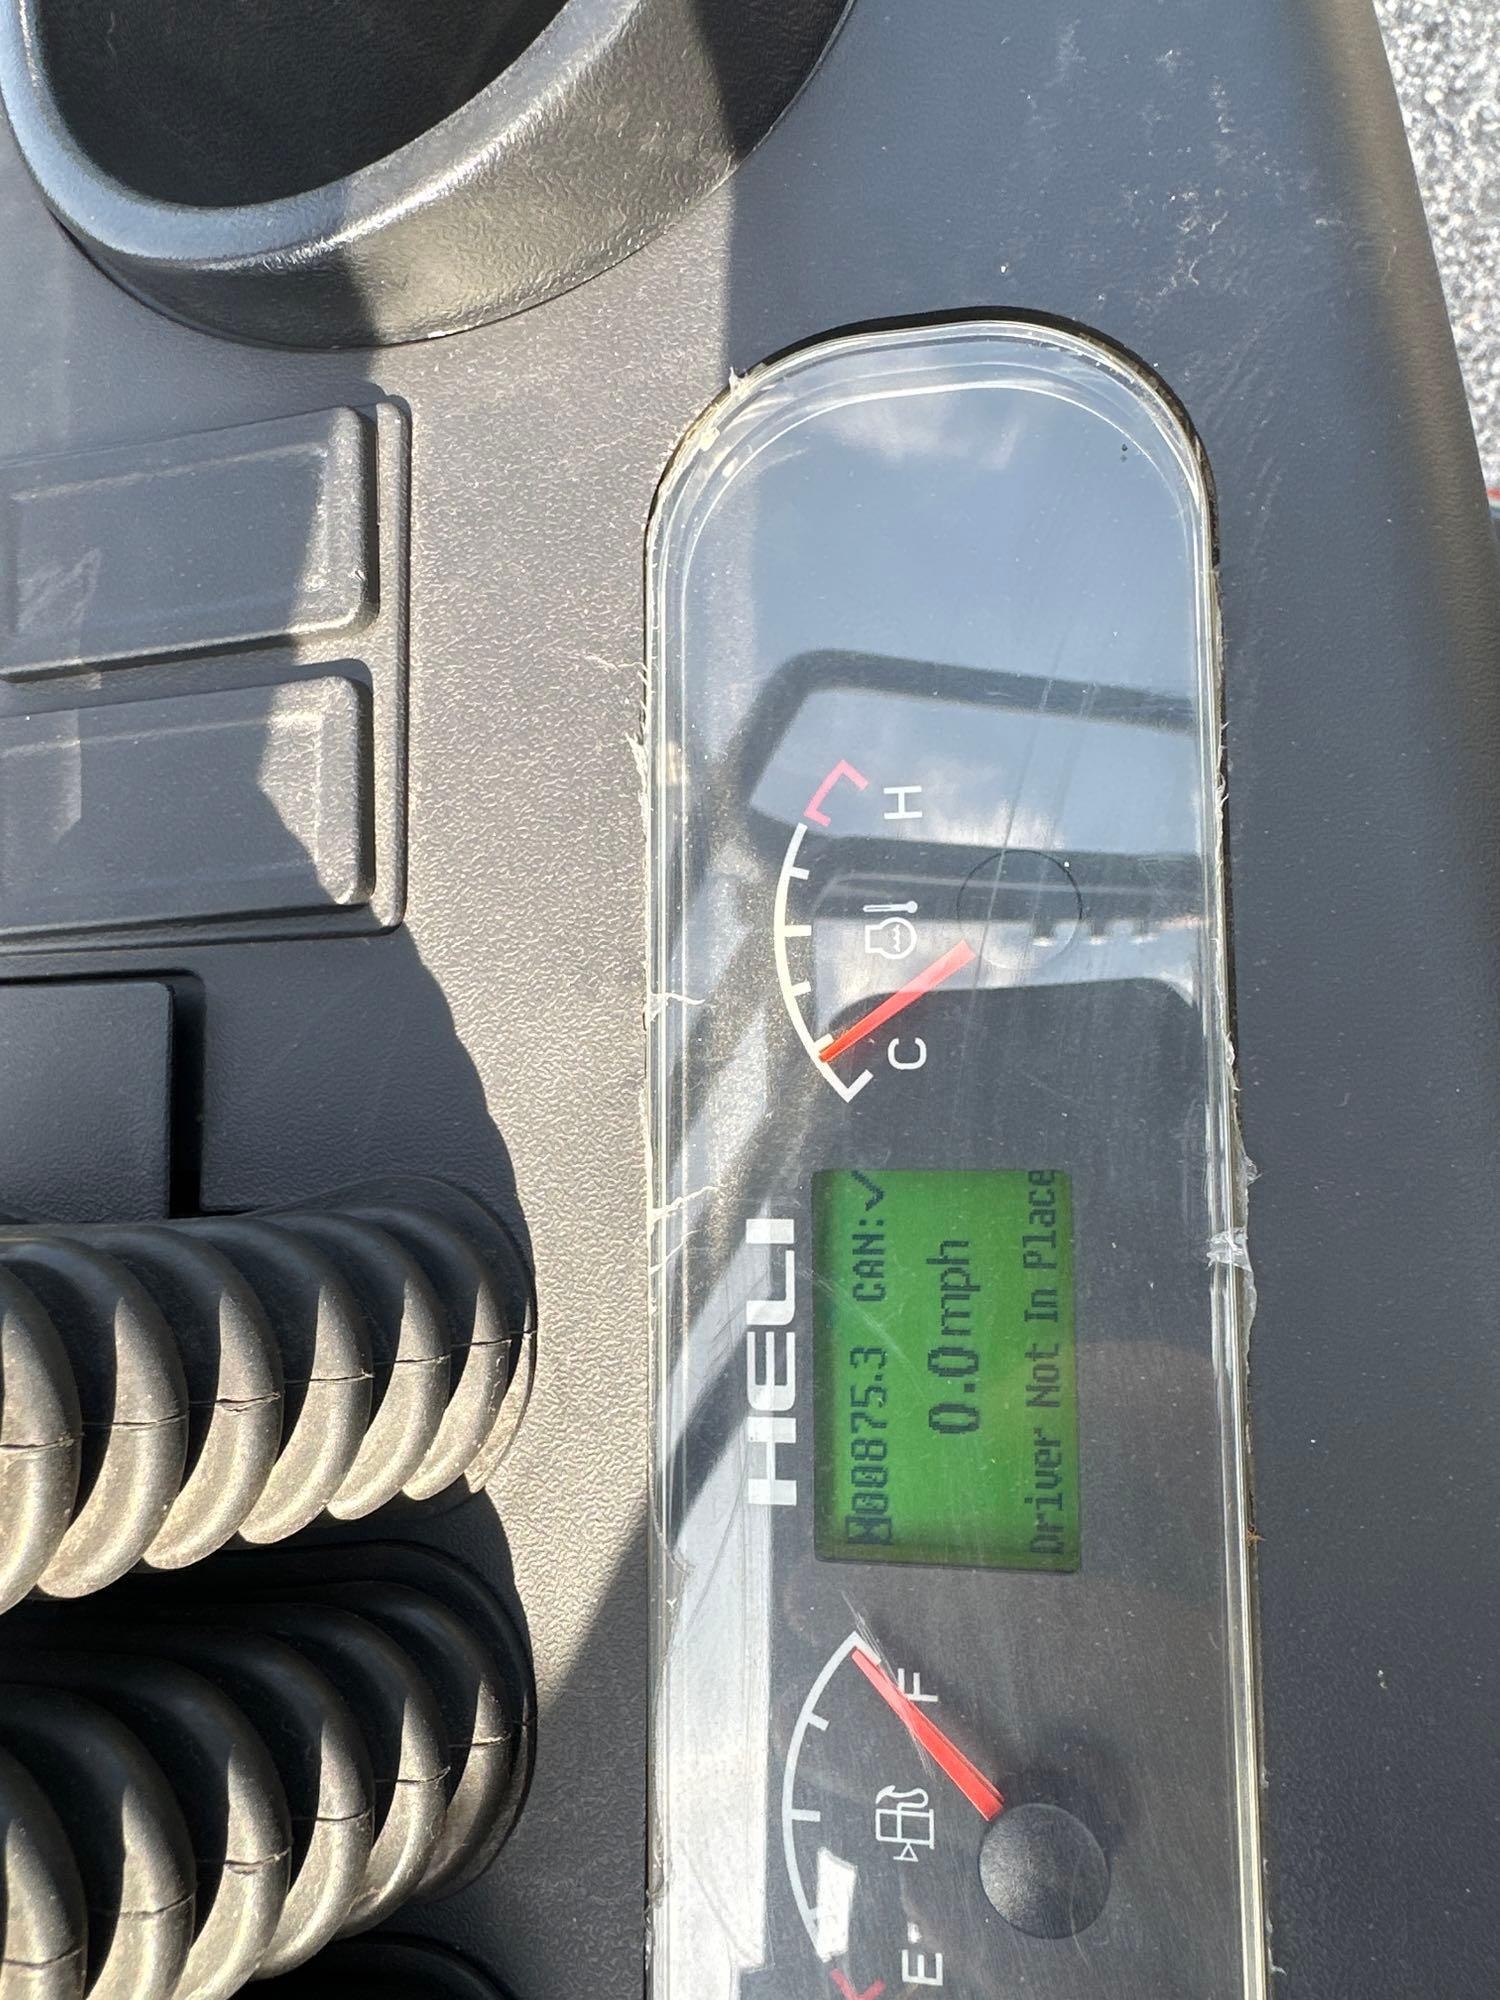 HELI
00875.3 CAN:✓
0.0mph
Driver Not In Place
E F
C H